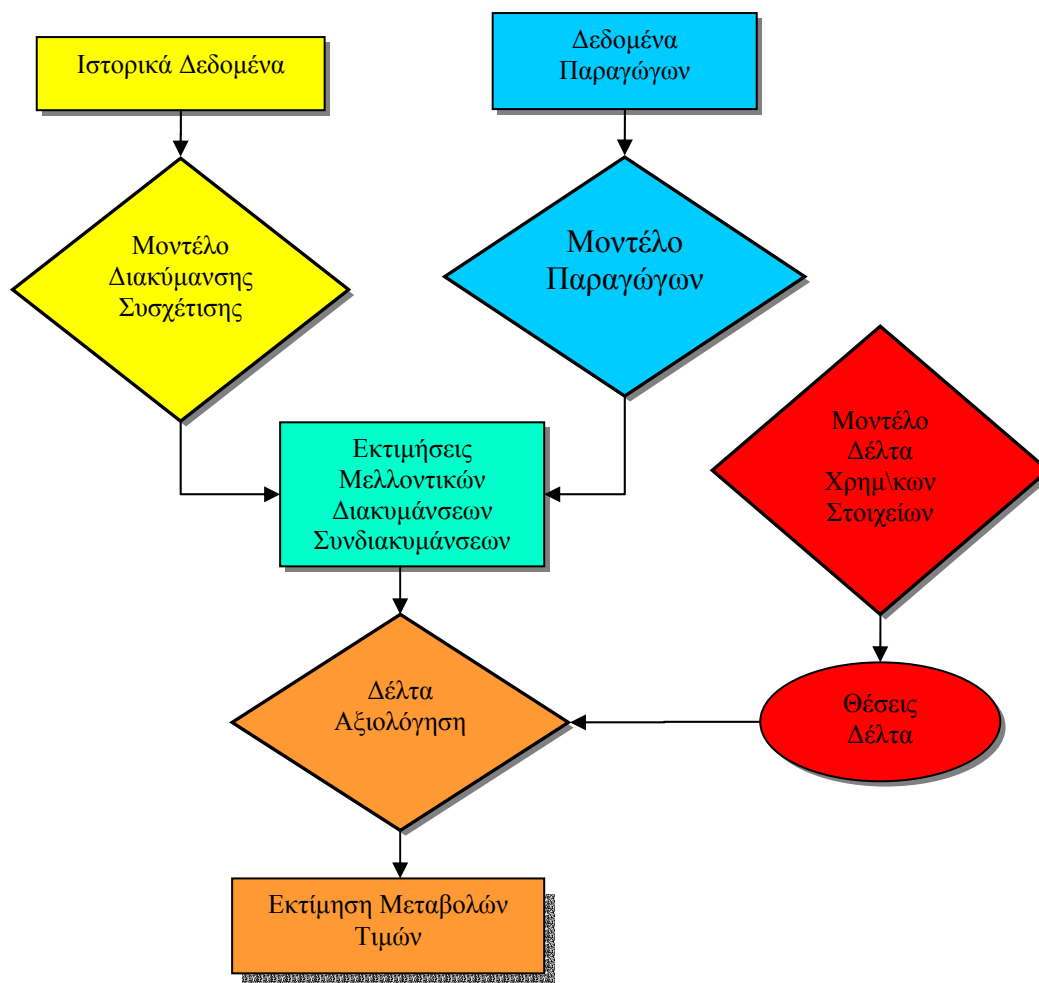 Ιστορικά Δεδομένα
Δεδομένα
Παραγώγων
Μοντέλο
Διακύμανσης
Συσχέτισης
Μοντέλο
Παραγώγων
Εκτιμήσεις
Μελλοντικών
Διακυμάνσεων
Συνδιακυμάνσεων
Μοντέλο
Δέλτα
Χρημ\κων
Στοιχείων
Δέλτα
Αξιολόγηση
Θέσεις
Δέλτα
Εκτίμηση Μεταβολών
Τιμών